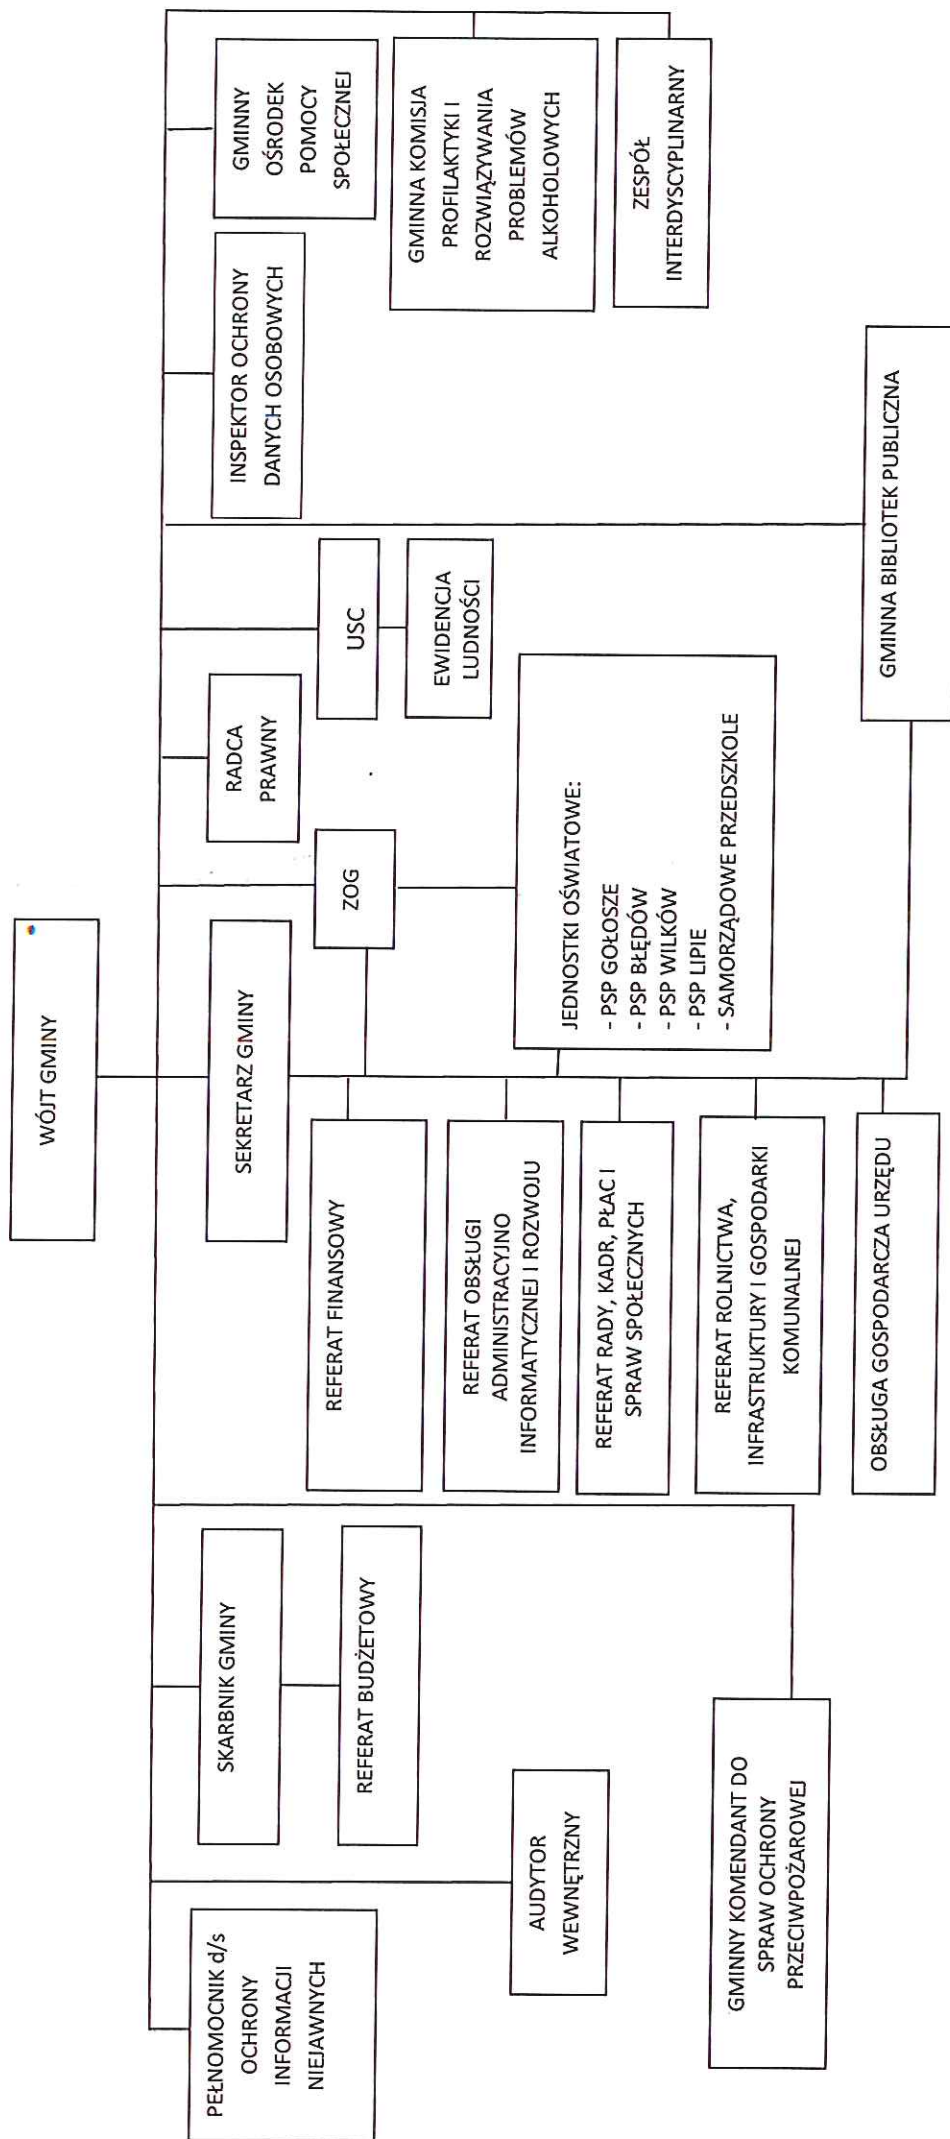 WÓJT GMINY
PEŁNOMOCNIK d/s
OCHRONY
INFORMACJI
NIEJAWNYCH
SKARBNIK GMINY
REFERAT BUDŻETOWY
AUDYTOR
WEWNĘTRZNY
GMINNY KOMENDANT DO
SPRAW OCHRONY
PRZECIWPOŻAROWEJ
SEKRETARZ GMINY
REFERAT FINANSOWY
REFERAT OBSŁUGI
ADMINISTRACYJNO
INFORMATYCZNEJ I ROZWOJU
REFERAT RADY, KADR, PŁAC I
SPRAW SPOŁECZNYCH
REFERAT ROLNICTWA,
INFRASTRUKTURY I GOSPODARKI
KOMUNALNEJ
OBSŁUGA GOSPODARCZA URZĘDU
ZOG
JEDNOSTKI OŚWIATOWE:
- PSP GOŁOSZE
- PSP BŁĘDÓW
- PSP WILKÓW
- PSP LIPIE
- SAMORZĄDOWE PRZEDSZKOLE
RADCA
PRAWNY
USC
EWIDENCJA
LUDNOŚCI
GMINNA BIBLIOTEK PUBLICZNA
INSPEKTOR OCHRONY
DANYCH OSOBOWYCH
GMINNY
OŚRODEK
POMOCY
SPOŁECZNEJ
GMINNA KOMISJA
PROFILAKTYKI I
ROZWIĄZYWANIA
PROBLEMÓW
ALKOHOLOWYCH
ZESPÓŁ
INTERDYSCYPLINARNY